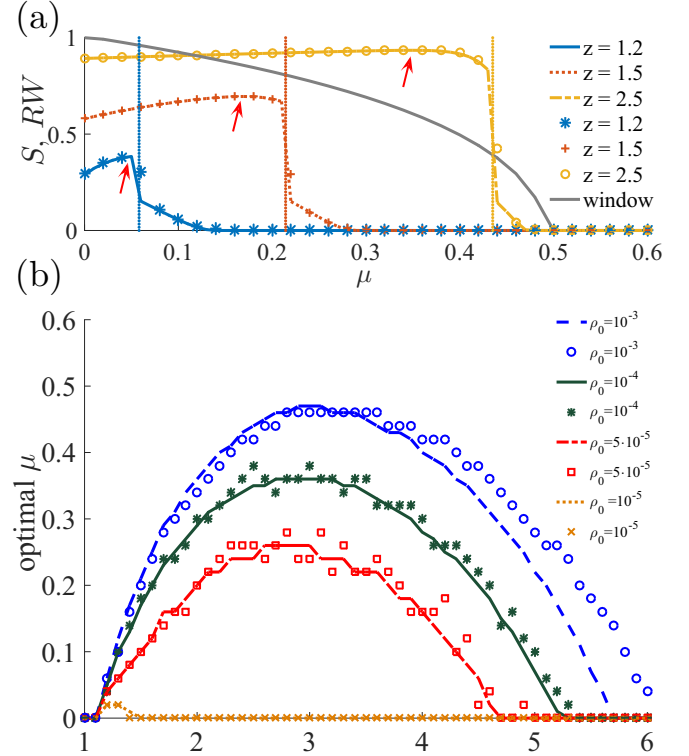 (a)
S, RW
1
0.5
0
0 0.1 0.2 0.3 0.4 0.5 0.6
μ
z = 1.2
z = 1.5
z = 2.5
z = 1.2
z = 1.5
z = 2.5
window
(b)
optimal μ
0.6
0.5
0.4
0.3
0.2
0.1
0
1 2 3 4 5 6
ρ₀=10⁻³
ρ₀=10⁻³
ρ₀=10⁻⁴
ρ₀=10⁻⁴
ρ₀=5·10⁻⁵
ρ₀=5·10⁻⁵
ρ₀ =10⁻⁵
ρ₀=10⁻⁵